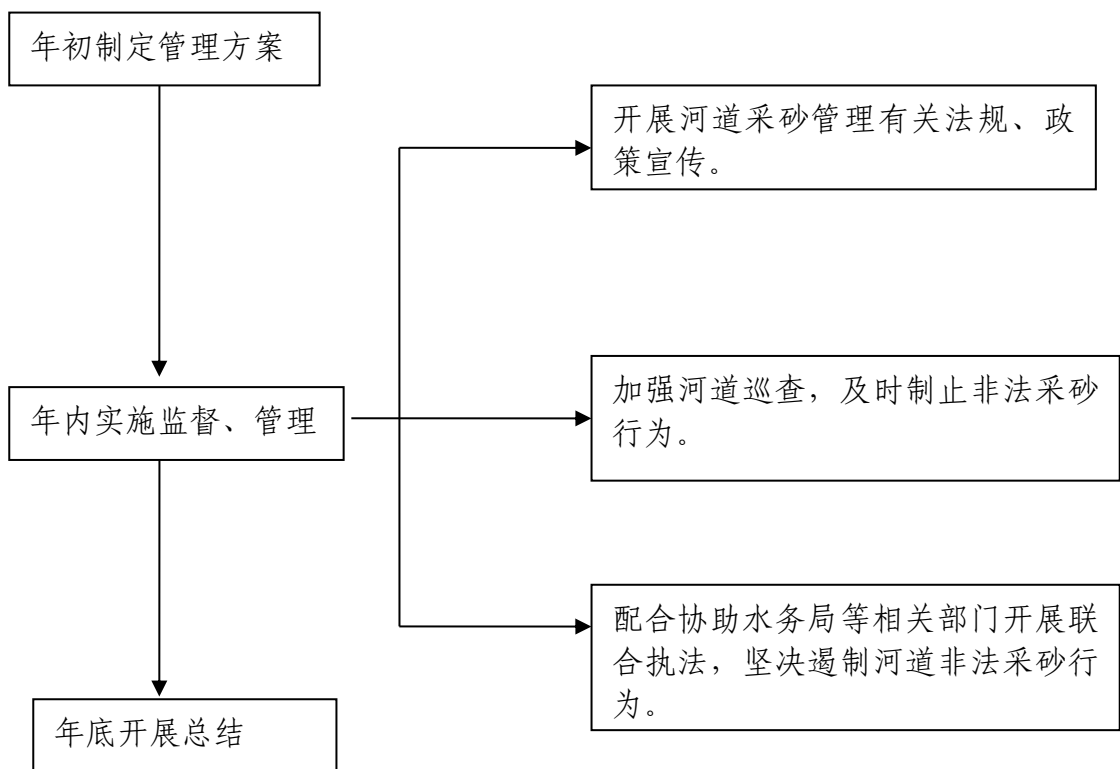 年初制定管理方案
开展河道采砂管理有关法规、政
策宣传。
加强河道巡查，及时制止非法采砂
行为。
年内实施监督、管理
配合协助水务局等相关部门开展联
合执法，坚决遏制河道非法采砂行
为。
年底开展总结